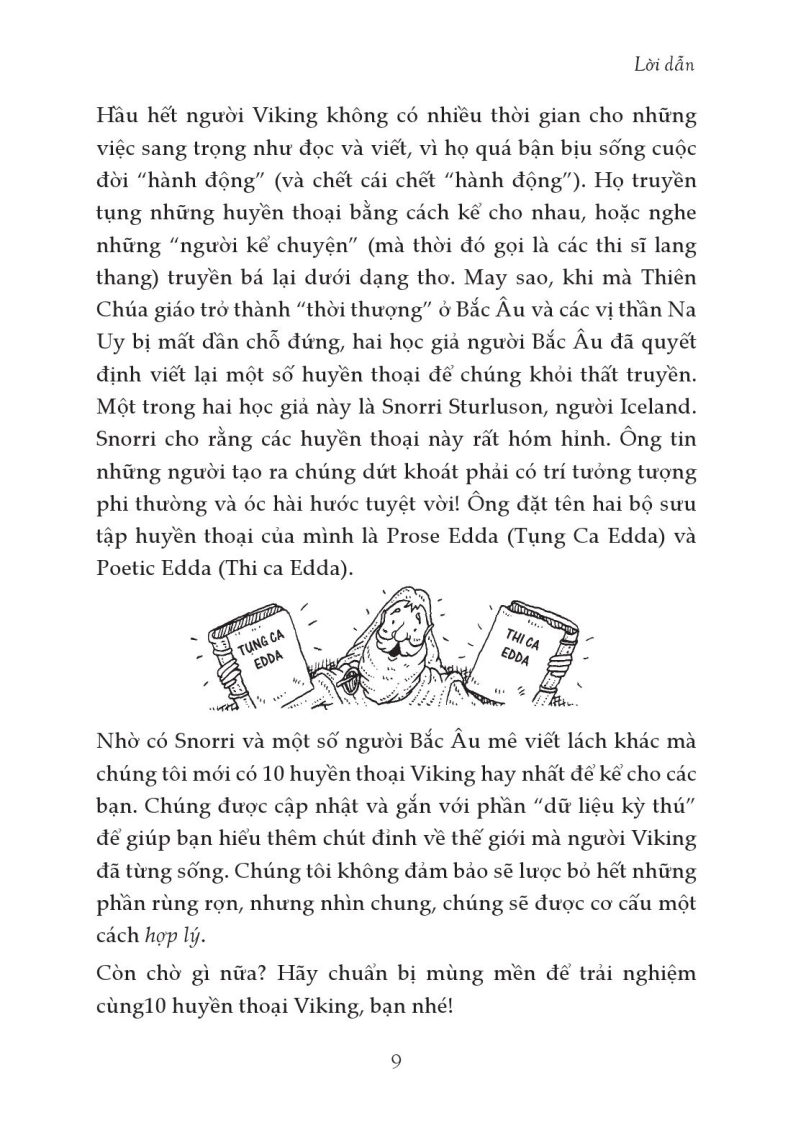 Lời dẫn
Hầu hết người Viking không có nhiều thời gian cho những
việc sang trọng như đọc và viết, vì họ quá bận bịu sống cuộc
đời “hành động” (và chết cái chết “hành động”). Họ truyền
tụng những huyền thoại bằng cách kể cho nhau, hoặc nghe
những “người kể chuyện” (mà thời đó gọi là các thi sĩ lang
thang) truyền bá lại dưới dạng thơ. May sao, khi mà Thiên
Chúa giáo trở thành “thời thượng” ở Bắc Âu và các vị thần Na
Uy bị mất dần chỗ đứng, hai học giả người Bắc Âu đã quyết
định viết lại một số huyền thoại để chúng khỏi thất truyền.
Một trong hai học giả này là Snorri Sturluson, người Iceland.
Snorri cho rằng các huyền thoại này rất hóm hỉnh. Ông tin
những người tạo ra chúng dứt khoát phải có trí tưởng tượng
phi thường và óc hài hước tuyệt vời! Ông đặt tên hai bộ sưu
tập huyền thoại của mình là Prose Edda (Tụng Ca Edda) và
Poetic Edda (Thi ca Edda).
TỤNG CA
EDDA
THI CA
EDDA
Nhờ có Snorri và một số người Bắc Âu mê viết lách khác mà
chúng tôi mới có 10 huyền thoại Viking hay nhất để kể cho các
bạn. Chúng được cập nhật và gắn với phần “dữ liệu kỳ thú”
để giúp bạn hiểu thêm chút đỉnh về thế giới mà người Viking
đã từng sống. Chúng tôi không đảm bảo sẽ lược bỏ hết những
phần rùng rợn, nhưng nhìn chung, chúng sẽ được cơ cấu một
cách hợp lý.
Còn chờ gì nữa? Hãy chuẩn bị mùng mền để trải nghiệm
cùng10 huyền thoại Viking, bạn nhé!
9